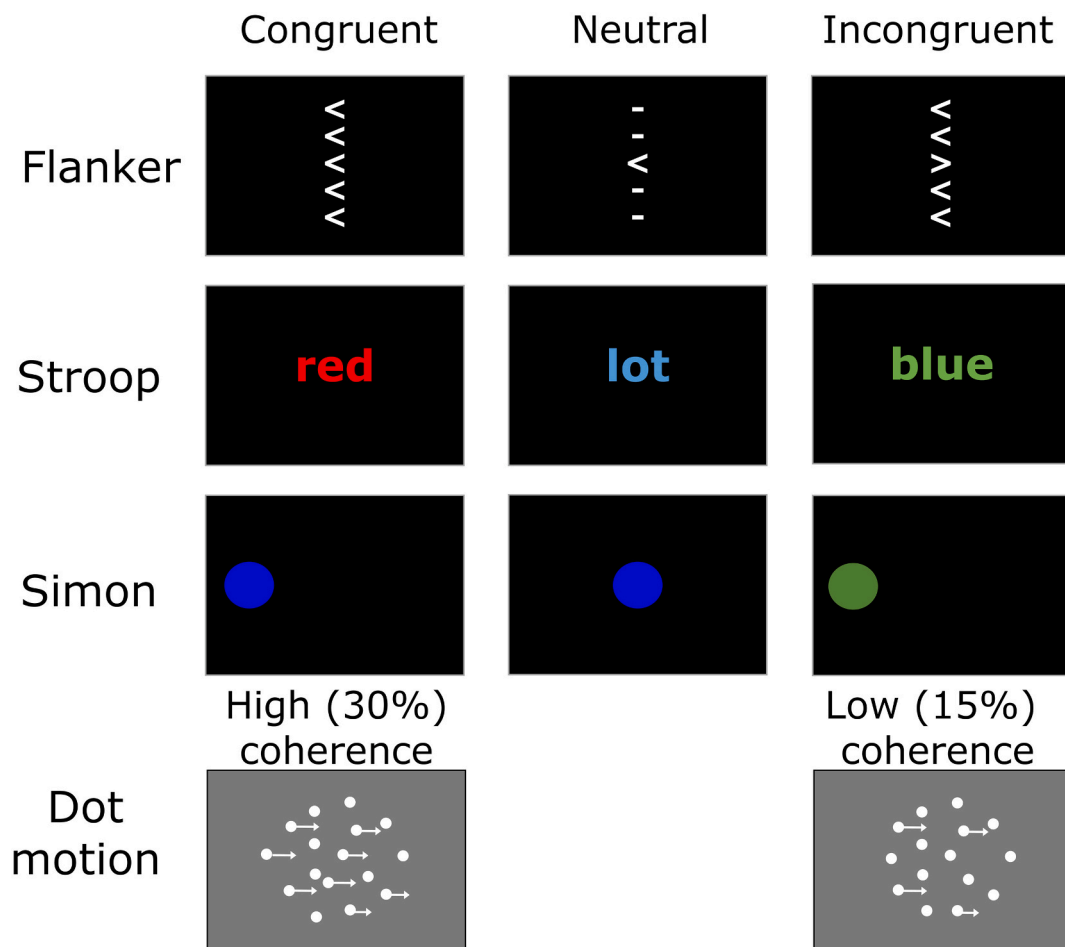 Congruent Neutral Incongruent
Flanker
< - <
< - <
< < >
< - <
< - <
Stroop red lot blue
Simon
High (30%) coherence Low (15%) coherence
Dot motion